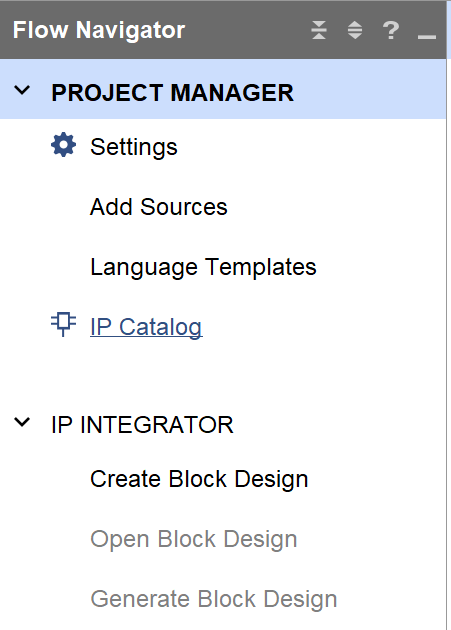 Flow Navigator ?
PROJECT MANAGER
Settings
Add Sources
Language Templates
IP Catalog
IP INTEGRATOR
Create Block Design
Open Block Design
Generate Block Design